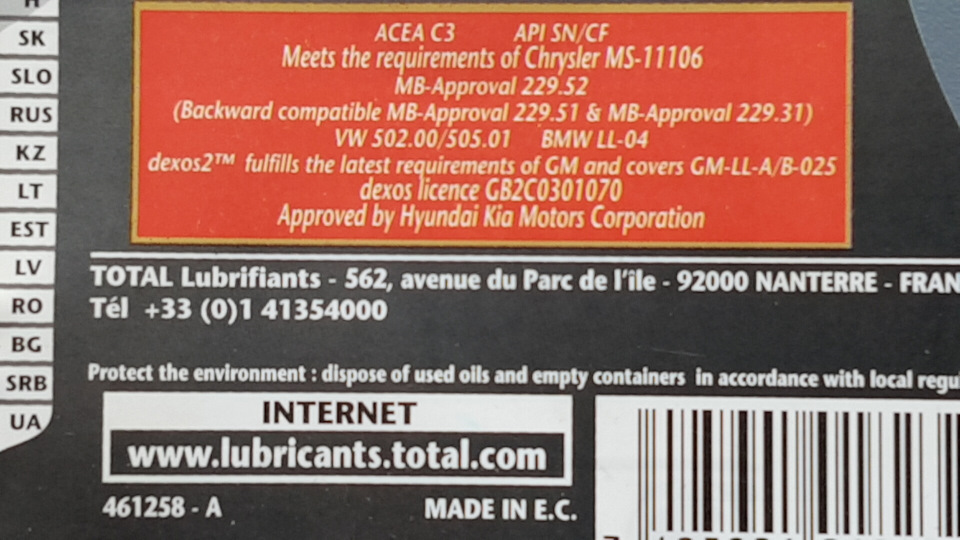 H
SK
SLO
RUS
KZ
LT
EST
LV
RO
BG
SRB
UA
ACEA C3 API SN/CF
Meets the requirements of Chrysler MS-11106
MB-Approval 229.52
(Backward compatible MB-Approval 229.51 & MB-Approval 229.31)
VW 502.00/505.01 BMW LL-04
dexos2™ fulfills the latest requirements of GM and covers GM-LL-A/B-025
dexos licence GB2C0301070
Approved by Hyundai Kia Motors Corporation
TOTAL Lubrifiants - 562, avenue du Parc de l'île - 92000 NANTERRE - FRAN
Tél +33 (0)1 41354000
Protect the environment : dispose of used oils and empty containers in accordance with local regu
INTERNET
www.lubricants.total.com
461258 - A MADE IN E.C.